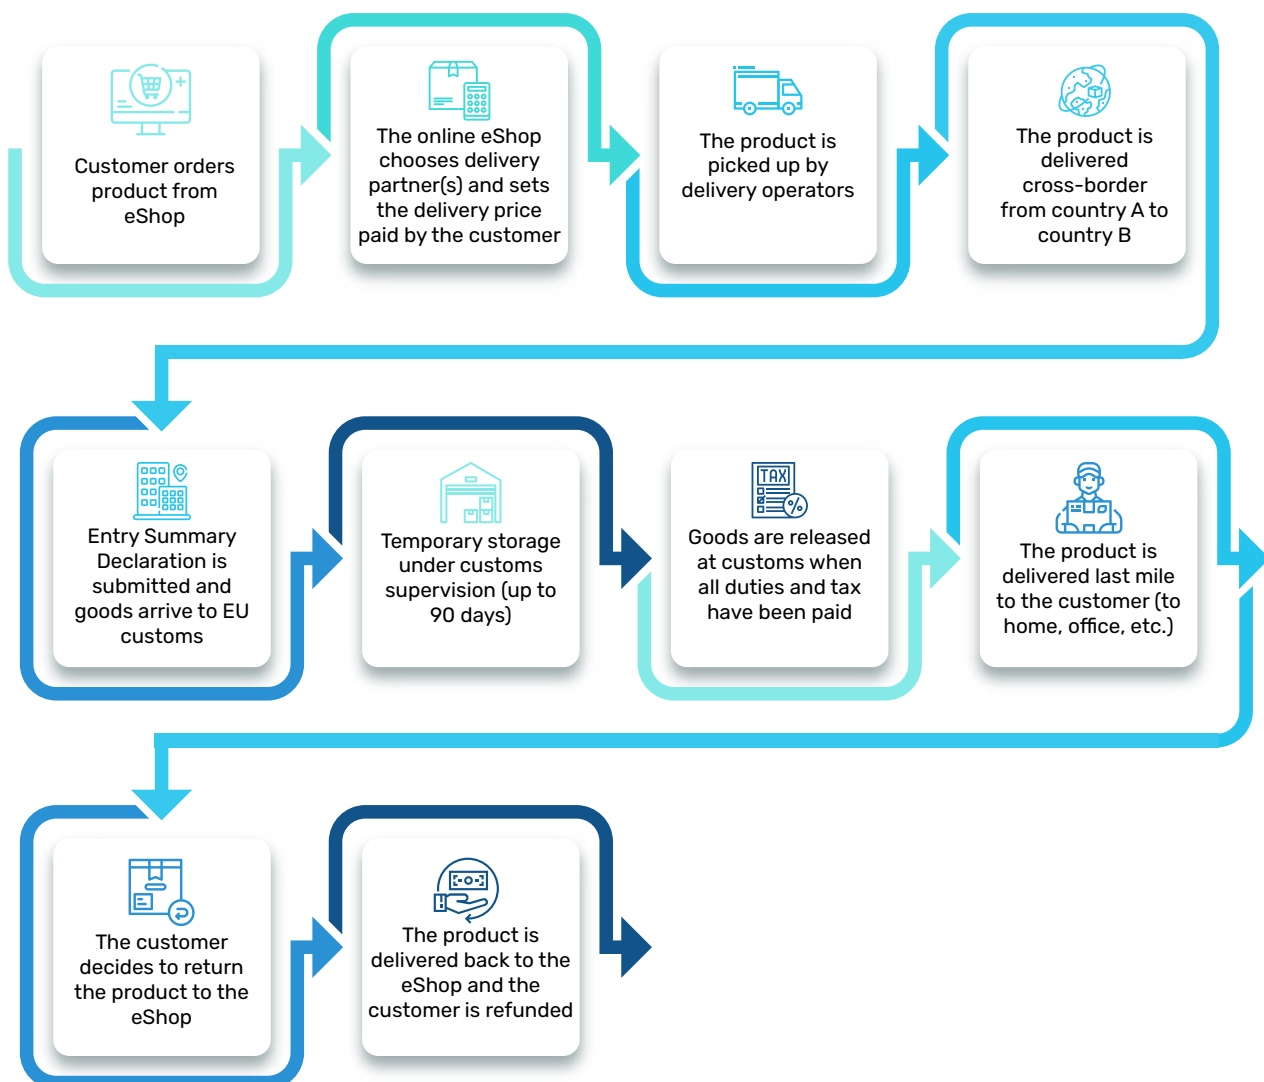 Customer orders
product from
eShop
The online eShop
chooses delivery
partner(s) and sets
the delivery price
paid by the customer
The product is
picked up by
delivery operators
The product is
delivered
cross-border
from country A to
country B
Entry Summary
Declaration is
submitted and
goods arrive to EU
customs
Temporary storage
under customs
supervision (up to
90 days)
TAX
%
Goods are released
at customs when
all duties and tax
have been paid
The product is
delivered last mile
to the customer (to
home, office, etc.)
The customer
decides to return
the product to the
eShop
The product is
delivered back to the
eShop and the
customer is refunded